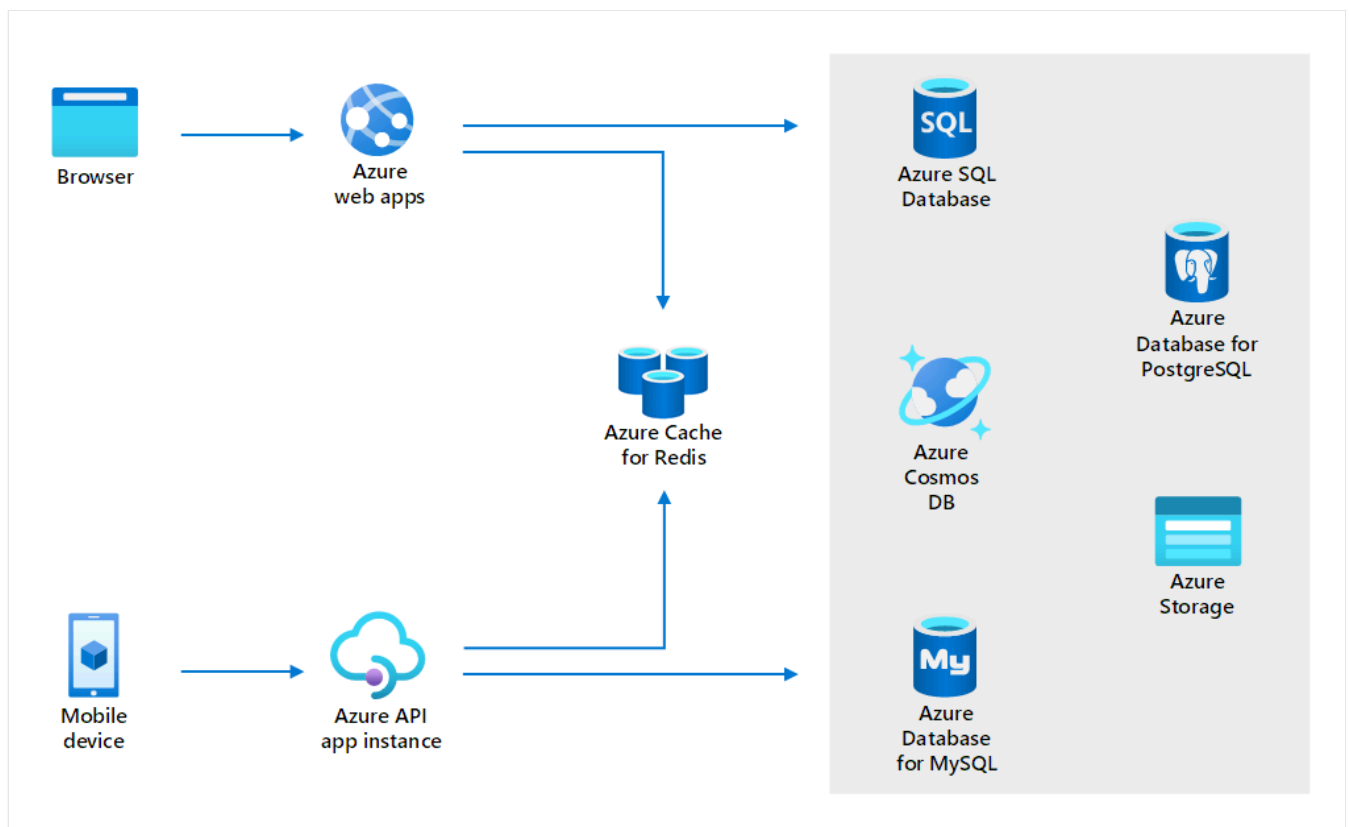 Browser
Azure
web apps
SQL
Azure SQL
Database
Azure
Database for
PostgreSQL
Azure Cache
for Redis
Azure
Cosmos
DB
Azure
Storage
Mobile
device
Azure API
app instance
My
Azure
Database
for MySQL